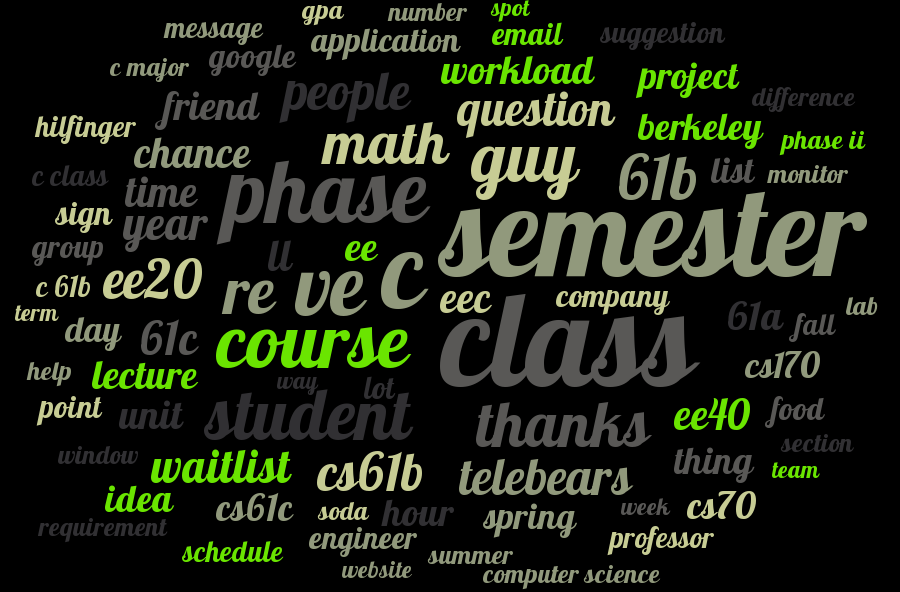 gpa
number
spot
message
application
email
suggestion
c major
google
workload
project
people
difference
friend
question
hilfinger
berkeley
math
phase ii
chance
guy
c class
time
phase
61b
list
monitor
sign
year
semester
group
u
ee
c 61b
ee20
re
ve
c
eec
company
term
day
61c
course
class
61a
fall
lab
help
lecture
way
lot
cs170
point
unit
student
thanks
ee40
food
window
waitlist
cs61b
telebears
thing
section
team
idea
cs61c
soda
hour
spring
week
cs70
requirement
schedule
engineer
summer
professor
website
computer science